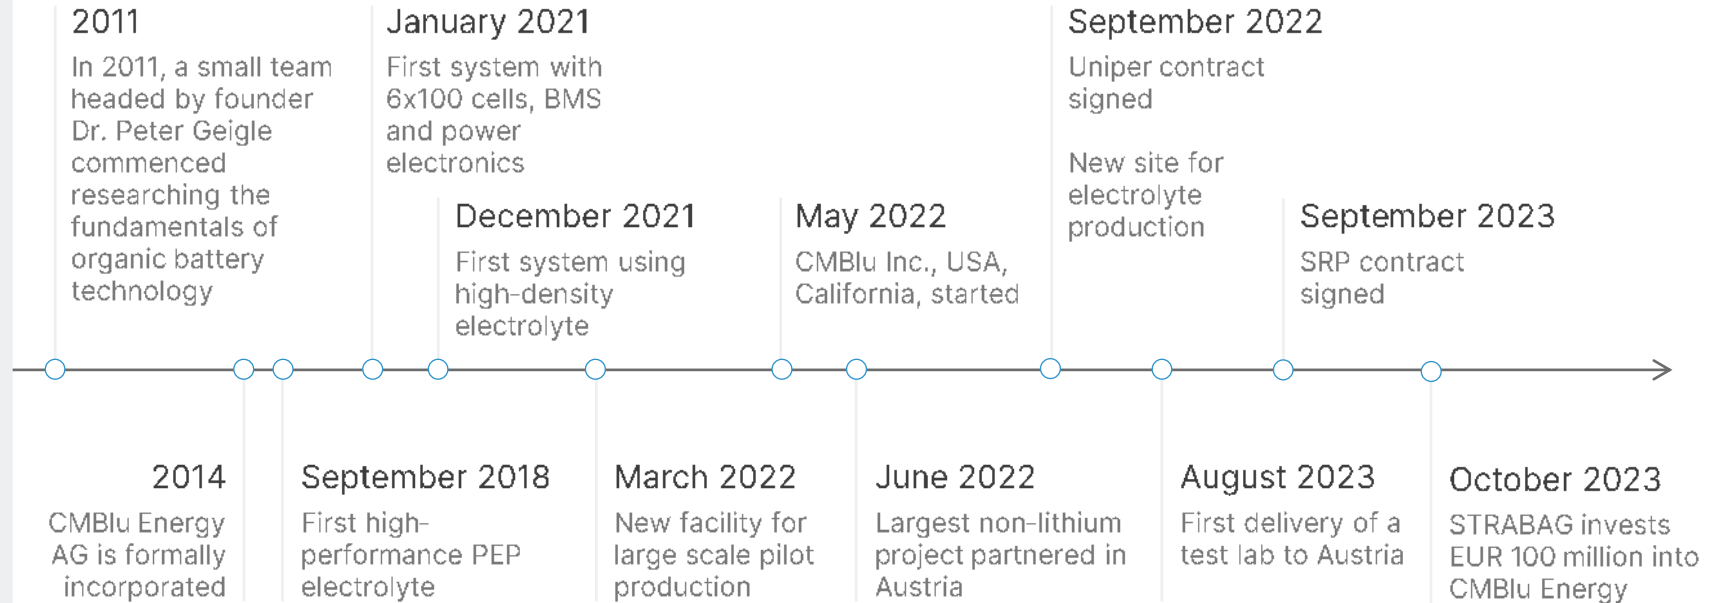 2011
In 2011, a small team
headed by founder
Dr. Peter Geigle
commenced
researching the
fundamentals of
organic battery
technology
January 2021
First system with
6x100 cells, BMS
and power
electronics
December 2021
First system using
high-density
electrolyte
May 2022
CMBlu Inc., USA,
California, started
September 2022
Uniper contract
signed
New site for
electrolyte
production
September 2023
SRP contract
signed
2014
CMBlu Energy
AG is formally
incorporated
September 2018
First high-
performance PEP
electrolyte
March 2022
New facility for
large scale pilot
production
June 2022
Largest non-lithium
project partnered in
Austria
August 2023
First delivery of a
test lab to Austria
October 2023
STRABAG invests
EUR 100 million into
CMBlu Energy